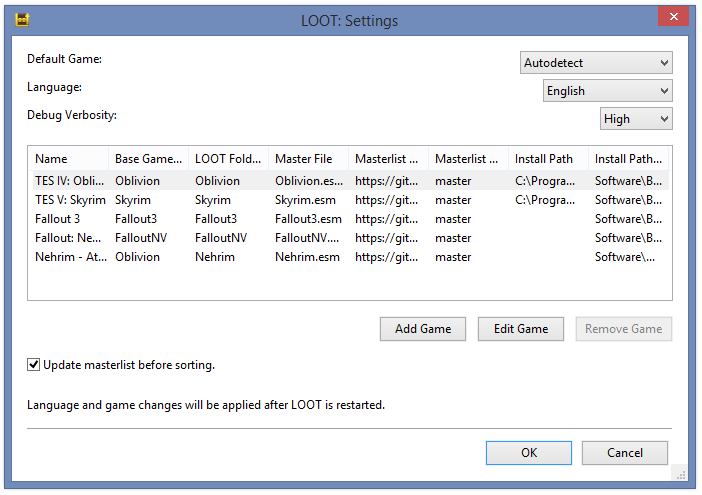 LOOT: Settings
Default Game: Autodetect
Language: English
Debug Verbosity: High
Name Base Game... LOOT Fold... Master File Masterlist ... Masterlist ... Install Path Install Path...
TES IV: Obli... Oblivion Oblivion Oblivion.es... https://git... master C:\Progra... Software\B...
TES V: Skyrim Skyrim Skyrim Skyrim.esm https://git... master C:\Progra... Software\B...
Fallout 3 Fallout3 Fallout3 Fallout3.esm https://git... master Software\B...
Fallout: Ne... FalloutNV FalloutNV FalloutNV.... https://git... master Software\B...
Nehrim - At... Oblivion Nehrim Nehrim.esm https://git... master Software\...
Add Game Edit Game Remove Game
Update masterlist before sorting.
Language and game changes will be applied after LOOT is restarted.
OK Cancel